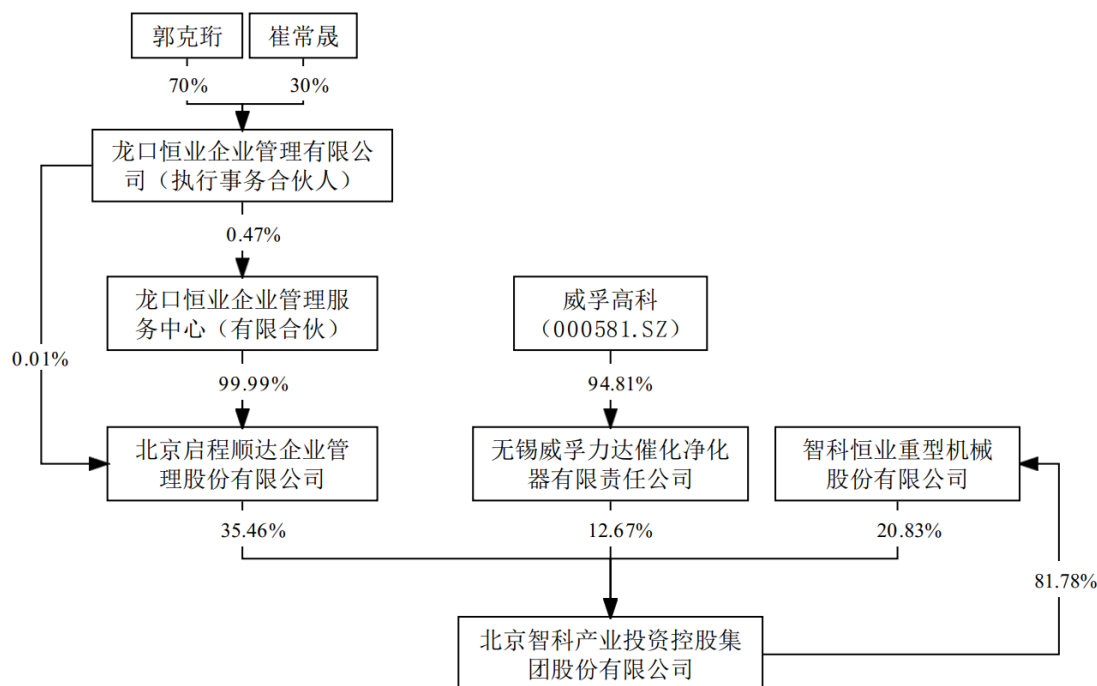 郭克珩
崔常晟
70%
30%
龙口恒业企业管理有限公
司（执行事务合伙人）
0.47%
龙口恒业企业管理服
务中心（有限合伙）
威孚高科
（000581.SZ）
0.01%
99.99%
94.81%
北京启程顺达企业管
理股份有限公司
无锡威孚力达催化净化
器有限责任公司
智科恒业重型机械
股份有限公司
35.46%
12.67%
20.83%
81.78%
北京智科产业投资控股集
团股份有限公司